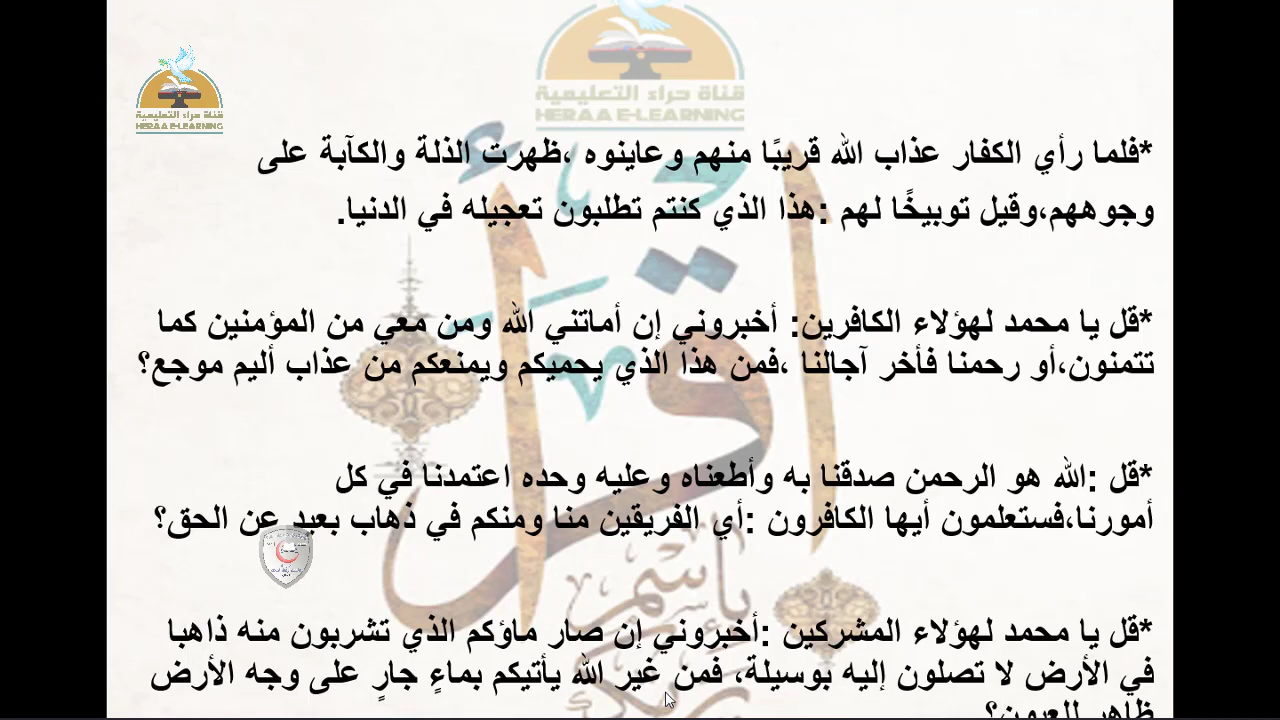 قناة حراء التعليمية
HERAA E-LEARNING
قناة حراء التعليمية
HERAA E-LEARNING
*فلما رأي الكفار عذاب الله قريبًا منهم وعاينوه ،ظهرت الذلة والكآبة على
وجوههم،وقيل توبيخًا لهم :هذا الذي كنتم تطلبون تعجيله في الدنيا.
*قل يا محمد لهؤلاء الكافرين: أخبروني إن أماتني الله ومن معي من المؤمنين كما
تتمنون،أو رحمنا فأخر آجالنا ،فمن هذا الذي يحميكم ويمنعكم من عذاب أليم موجع؟
*قل :الله هو الرحمن صدقنا به وأطعناه وعليه وحده اعتمدنا في كل
أمورنا،فستعلمون أيها الكافرون :أي الفريقين منا ومنكم في ذهاب بعيد عن الحق؟
*قل يا محمد لهؤلاء المشركين :أخبروني إن صار ماؤكم الذي تشربون منه ذاهبا
في الأرض لا تصلون إليه بوسيلة، فمن غير الله يأتيكم بماءٍ جارٍ على وجه الأرض
ظاهر للعيون؟
اقرأ
باسم
ربك